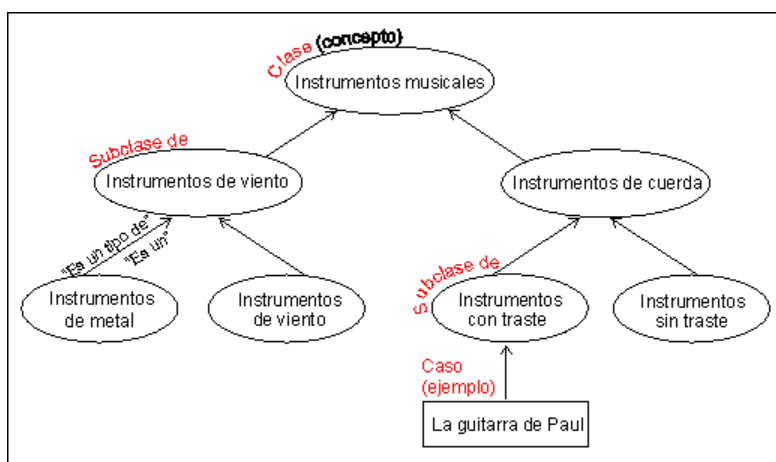 Clase (concepto)
Instrumentos musicales
Subclase de
Instrumentos de viento
Instrumentos de cuerda
"Es un tipo de"
"Es un"
Subclase de
Instrumentos
de metal
Instrumentos
de viento
Instrumentos
con traste
Instrumentos
sin traste
Caso
(ejemplo)
La guitarra de Paul